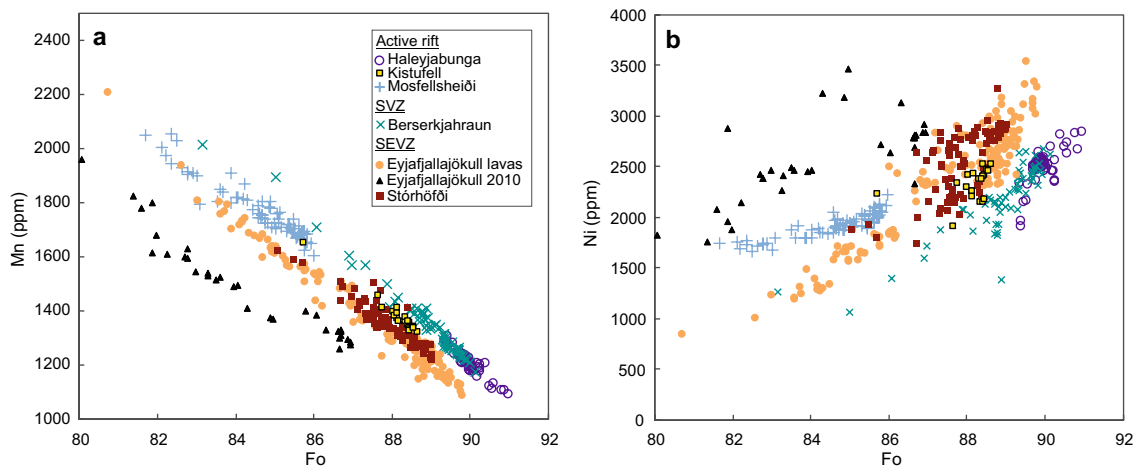 a
2400
2200
2000
1800
1600
1400
1200
1000
Mn (ppm)
80 82 84 86 88 90 92
Fo
Active rift
Haleyjabunga
Kistufell
Mosfellsheiði
SVZ
Berserkjahraun
SEVZ
Eyjafjallajökull lavas
Eyjafjallajökull 2010
Stórhöfði
b
4000
3500
3000
2500
2000
1500
1000
500
0
Ni (ppm)
80 82 84 86 88 90 92
Fo